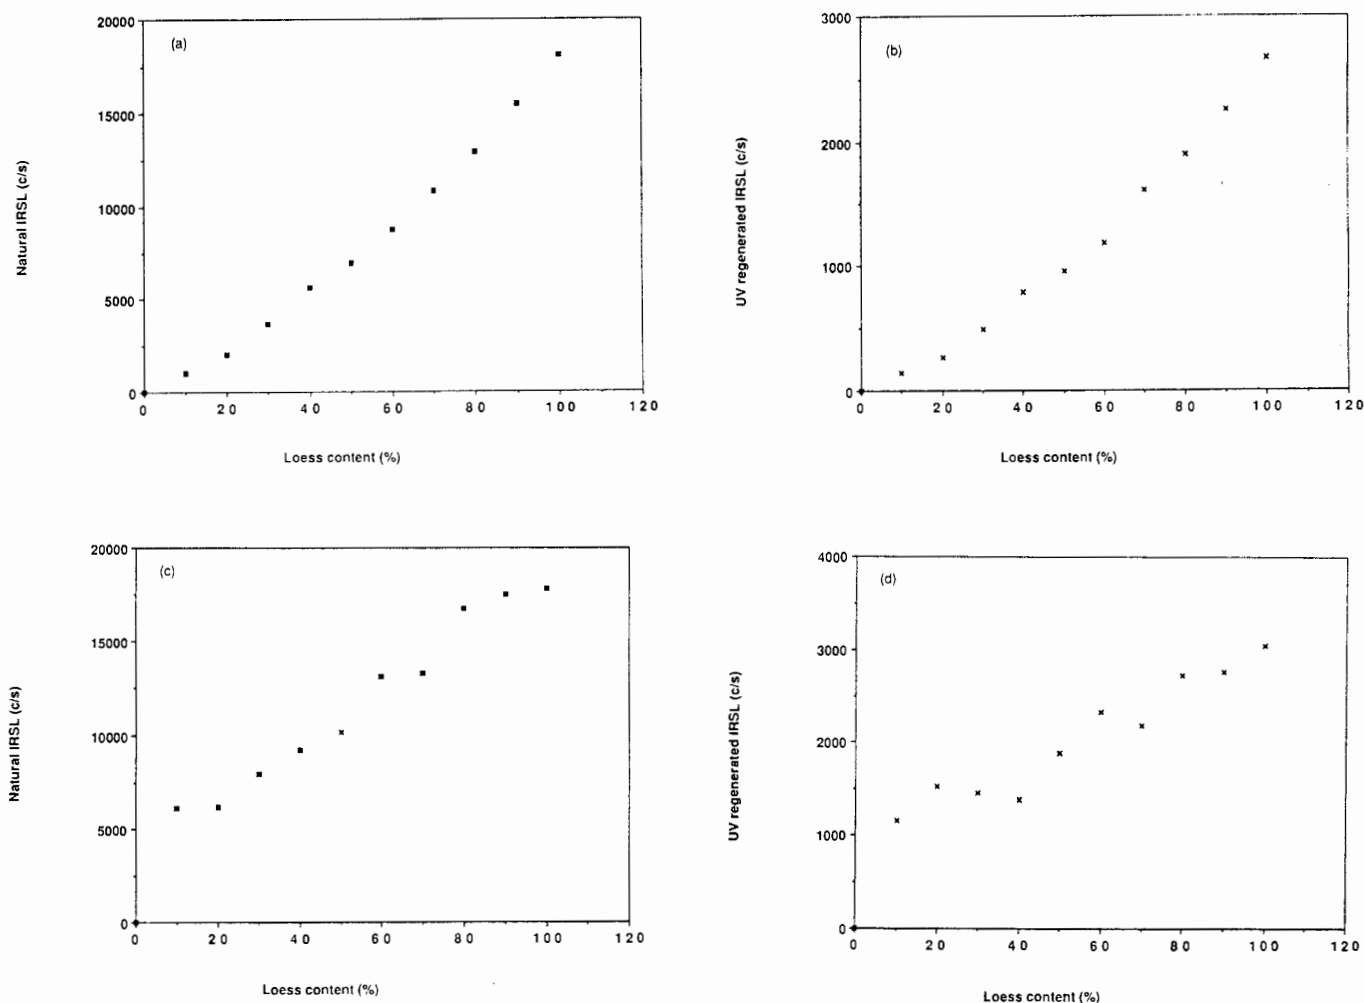 (a)
20000
15000
10000
5000
0
0 20 40 60 80 100 120
Natural IRSL (c/s)
Loess content (%)
(b)
3000
2000
1000
0
0 20 40 60 80 100 120
UV regenerated IRSL (c/s)
Loess content (%)
(c)
20000
15000
10000
5000
0
0 20 40 60 80 100 120
Natural IRSL (c/s)
Loess content (%)
(d)
4000
3000
2000
1000
0
0 20 40 60 80 100 120
UV regenerated IRSL (c/s)
Loess content (%)